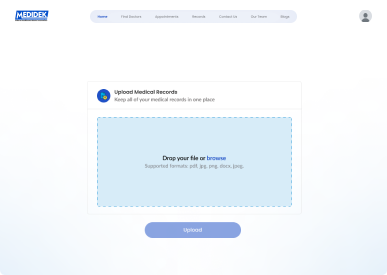 MEDIDEK
Home Find Doctors Appointments Records Contact Us Our Team Blogs
Upload Medical Records
Keep all of your medical records in one place
Drop your file or browse
Supported formats: pdf, jpg, png, docx, jpeg.
Upload